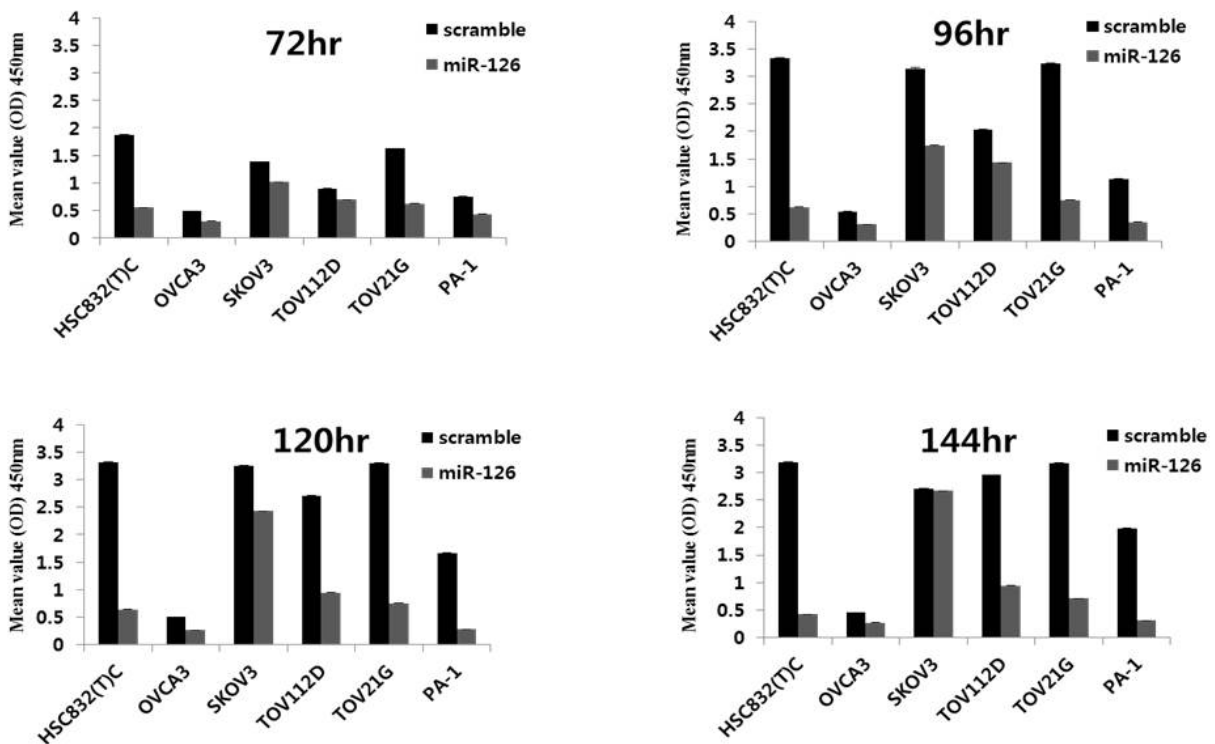 72hr
scramble
miR-126
Mean value (OD) 450nm
4
3.5
3
2.5
2
1.5
1
0.5
0
HSC832(T)C
OVCA3
SKOV3
TOV112D
TOV21G
PA-1
96hr
scramble
miR-126
Mean value (OD) 450nm
4
3.5
3
2.5
2
1.5
1
0.5
0
HSC832(T)C
OVCA3
SKOV3
TOV112D
TOV21G
PA-1
120hr
scramble
miR-126
Mean value (OD) 450nm
4
3.5
3
2.5
2
1.5
1
0.5
0
HSC832(T)C
OVCA3
SKOV3
TOV112D
TOV21G
PA-1
144hr
scramble
miR-126
Mean value (OD) 450nm
4
3.5
3
2.5
2
1.5
1
0.5
0
HSC832(T)C
OVCA3
SKOV3
TOV112D
TOV21G
PA-1